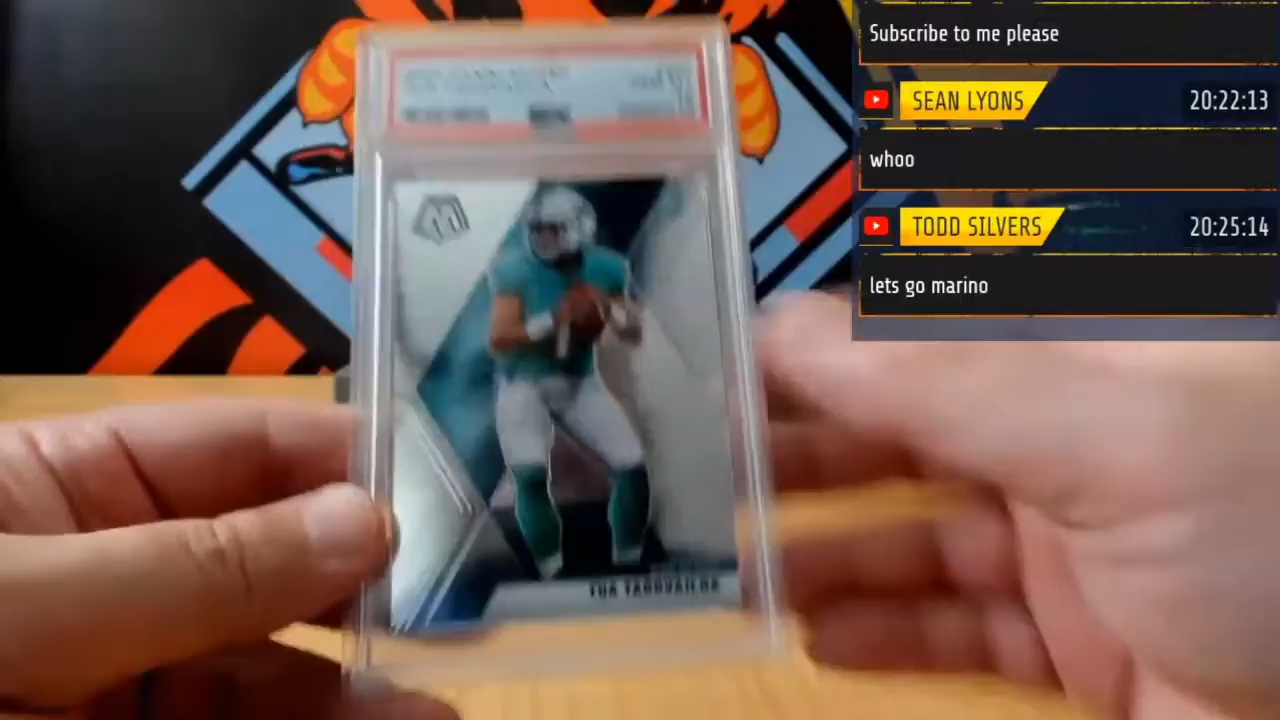 Subscribe to me please
SEAN LYONS
20:22:13
whoo
TODD SILVERS
20:25:14
lets go marino
TUA TAGOVAILOA